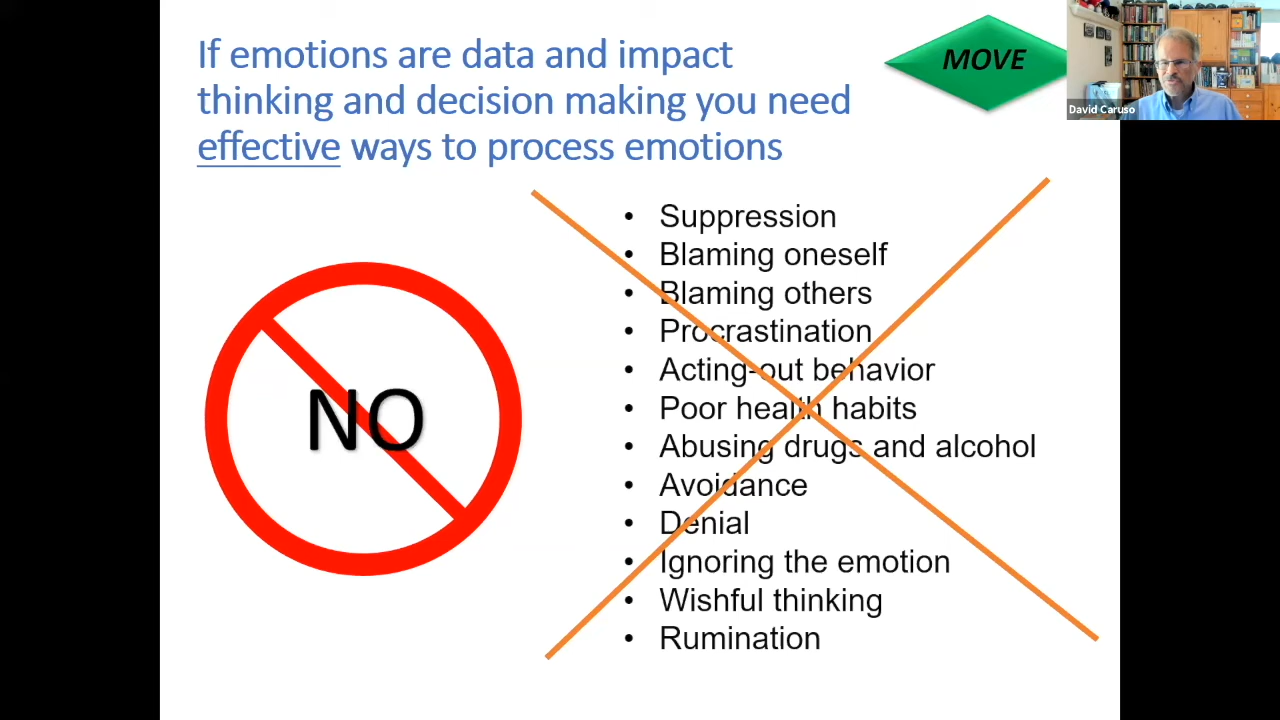 If emotions are data and impact
thinking and decision making you need
effective ways to process emotions
MOVE
David Caruso
NO
• Suppression
• Blaming oneself
• Blaming others
• Procrastination
• Acting-out behavior
• Poor health habits
• Abusing drugs and alcohol
• Avoidance
• Denial
• Ignoring the emotion
• Wishful thinking
• Rumination